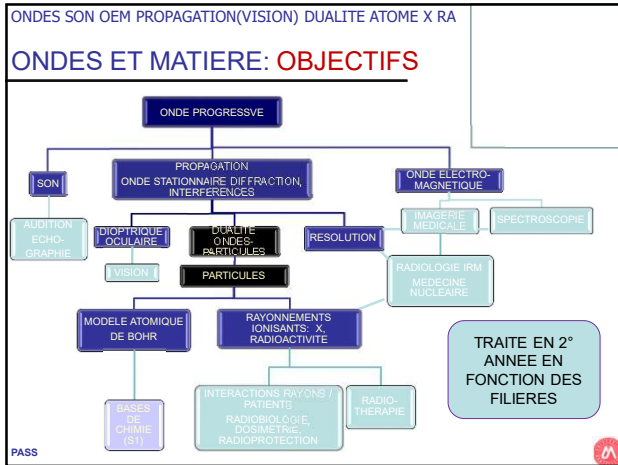 ONDES SON OEM PROPAGATION(VISION) DUALITE ATOME X RA
ONDES ET MATIERE: OBJECTIFS
ONDE PROGRESSVE
SON
PROPAGATION
ONDE STATIONNAIRE DIFFRACTION,
INTERFERENCES
ONDE ELECTRO-
MAGNETIQUE
AUDITION
ECHO-
GRAPHIE
DIOPTRIQUE
OCULAIRE
DUALITE
ONDES-
PARTICULES
RESOLUTION
IMAGERIE
MEDICALE
SPECTROSCOPIE
VISION
PARTICULES
RADIOLOGIE IRM
MEDECINE
NUCLEAIRE
MODELE ATOMIQUE
DE BOHR
RAYONNEMENTS
IONISANTS: X,
RADIOACTIVITE
TRAITE EN 2°
ANNEE EN
FONCTION DES
FILIERES
BASES
DE
CHIMIE
(S1)
INTERACTIONS RAYONS /
PATIENTS
RADIOBIOLOGIE,
DOSIMETRIE,
RADIOPROTECTION
RADIO-
THERAPIE
PASS